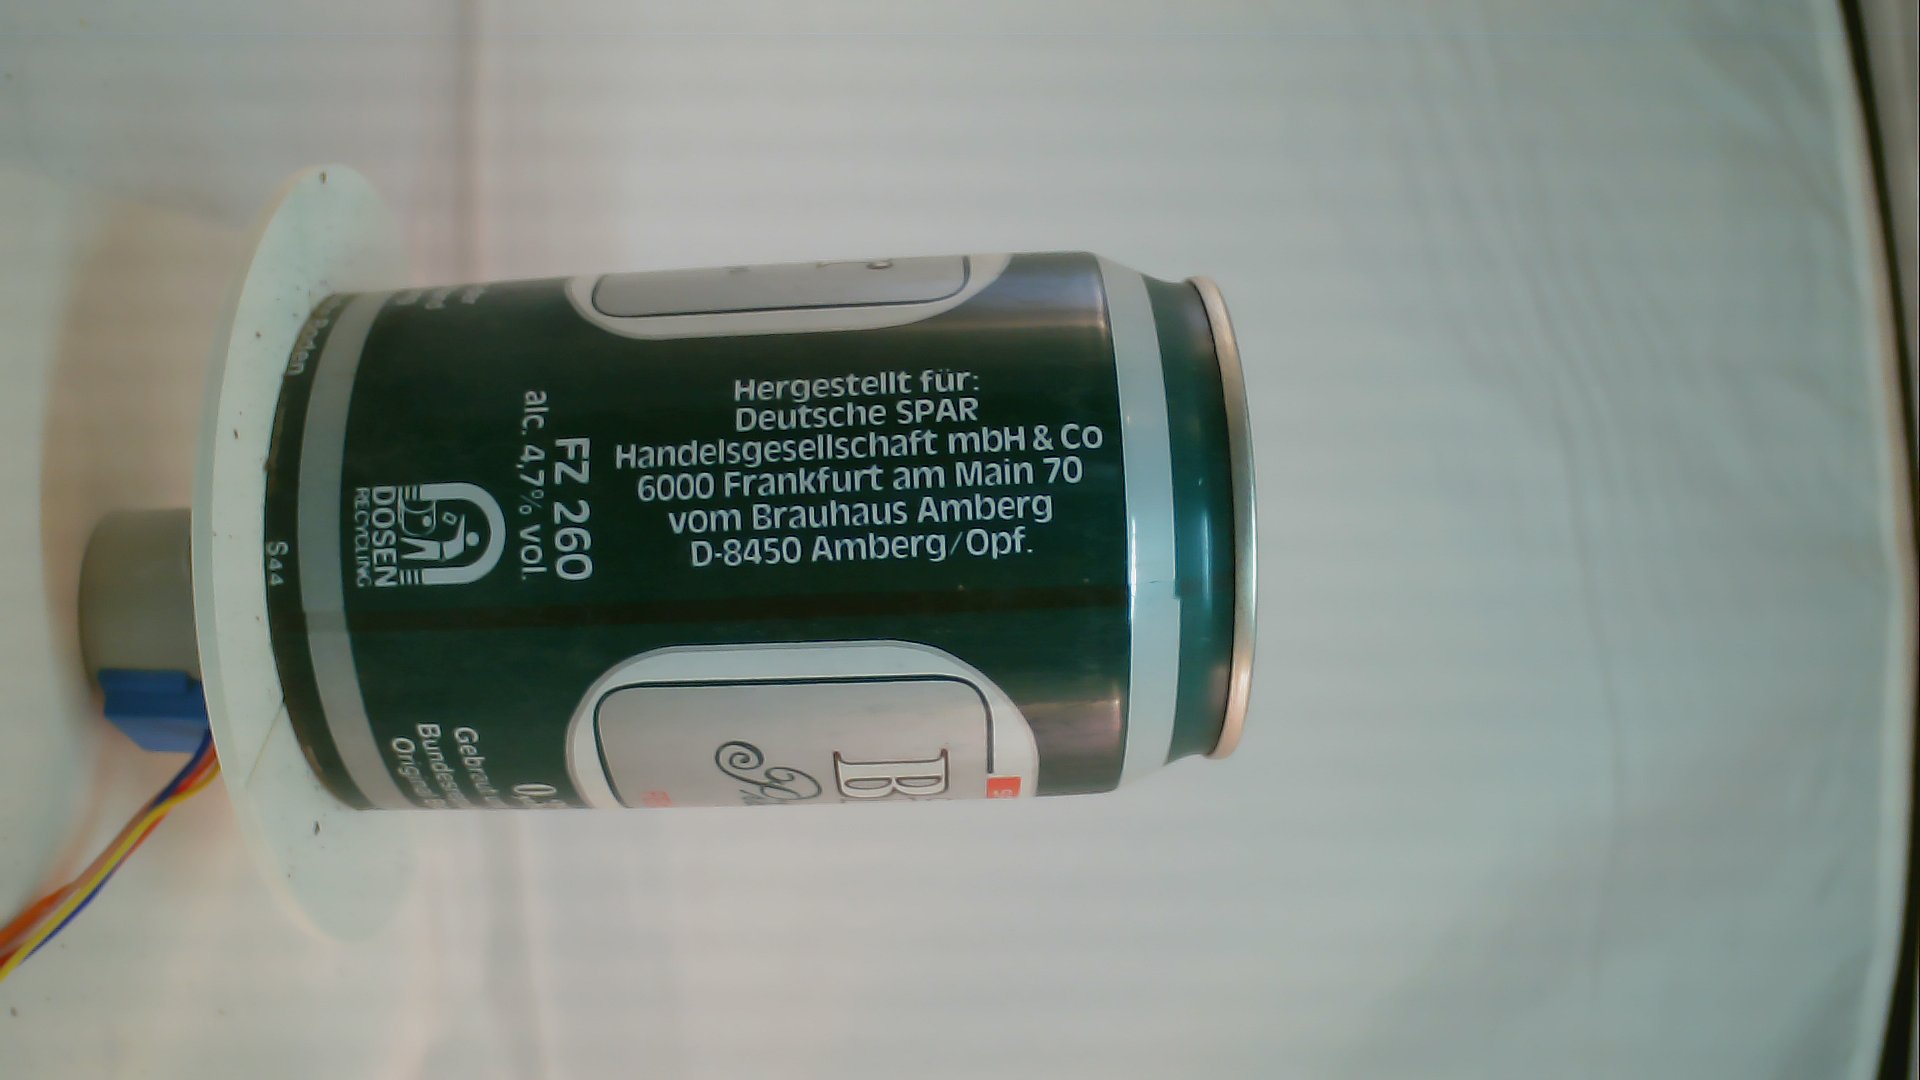 Hergestellt für:
Deutsche SPAR
Handelsgesellschaft mbH & Co
6000 Frankfurt am Main 70
vom Brauhaus Amberg
D-8450 Amberg/Opf.
FZ 260
alc. 4,7% vol.
DOSEN
RECYCLING
S44